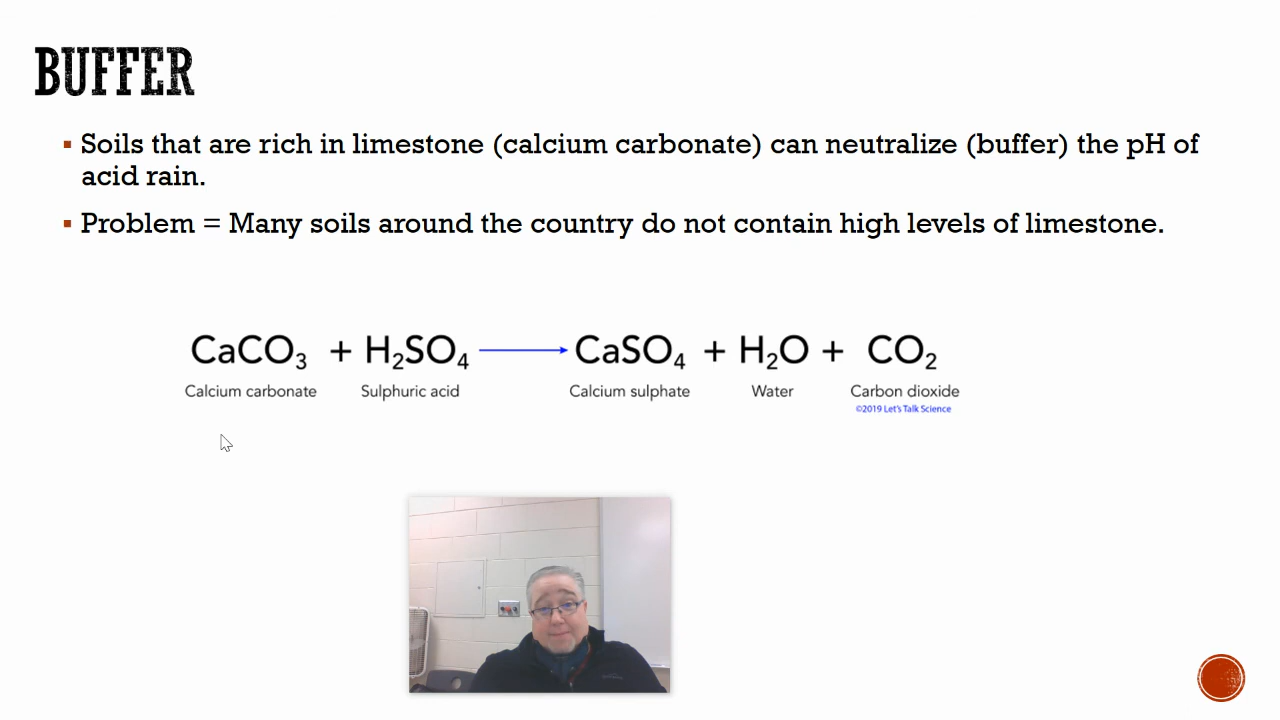 BUFFER
Soils that are rich in limestone (calcium carbonate) can neutralize (buffer) the pH of
acid rain.
Problem = Many soils around the country do not contain high levels of limestone.
CaCO₃ + H₂SO₄ → CaSO₄ + H₂O + CO₂
Calcium carbonate Sulphuric acid Calcium sulphate Water Carbon dioxide
©2019 Let's Talk Science